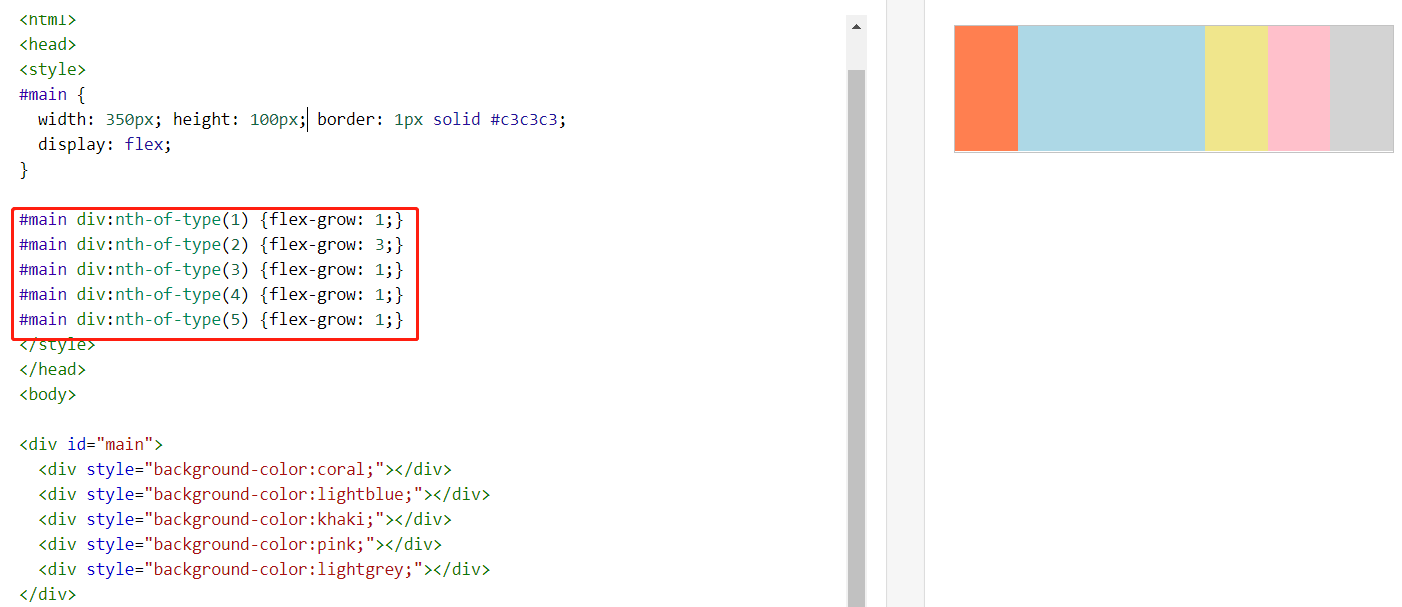 <html>
<head>
<style>
#main {
  width: 350px; height: 100px; border: 1px solid #c3c3c3;
  display: flex;
}
#main div:nth-of-type(1) {flex-grow: 1;}
#main div:nth-of-type(2) {flex-grow: 3;}
#main div:nth-of-type(3) {flex-grow: 1;}
#main div:nth-of-type(4) {flex-grow: 1;}
#main div:nth-of-type(5) {flex-grow: 1;}
</style>
</head>
<body>
<div id="main">
  <div style="background-color:coral;"></div>
  <div style="background-color:lightblue;"></div>
  <div style="background-color:khaki;"></div>
  <div style="background-color:pink;"></div>
  <div style="background-color:lightgrey;"></div>
</div>